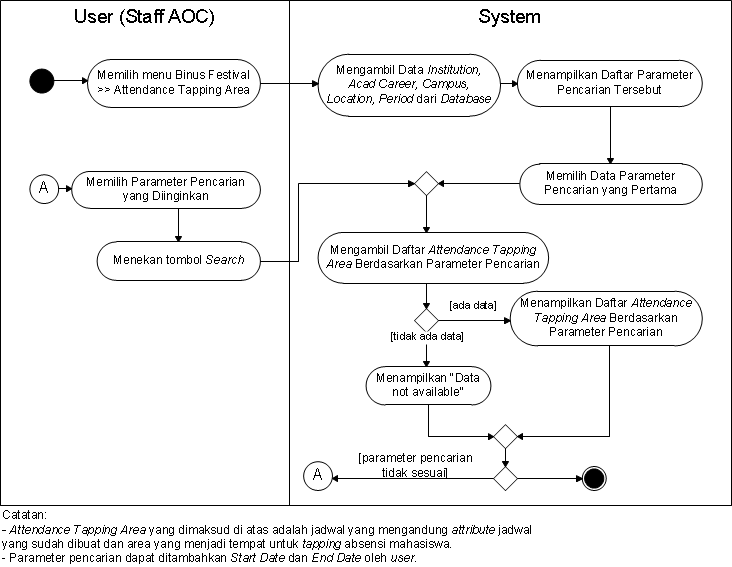 User (Staff AOC)
System
Memilih menu Binus Festival
>> Attendance Tapping Area
Mengambil Data Institution,
Acad Career, Campus,
Location, Period dari Database
Menampilkan Daftar Parameter
Pencarian Tersebut
A
Memilih Parameter Pencarian
yang Diinginkan
Memilih Data Parameter
Pencarian yang Pertama
Menekan tombol Search
Mengambil Daftar Attendance Tapping
Area Berdasarkan Parameter Pencarian
[ada data]
Menampilkan Daftar Attendance
Tapping Area Berdasarkan
Parameter Pencarian
[tidak ada data]
Menampilkan "Data
not available"
[parameter pencarian
tidak sesuai]
A
Catatan:
- Attendance Tapping Area yang dimaksud di atas adalah jadwal yang mengandung attribute jadwal
yang sudah dibuat dan area yang menjadi tempat untuk tapping absensi mahasiswa.
- Parameter pencarian dapat ditambahkan Start Date dan End Date oleh user.